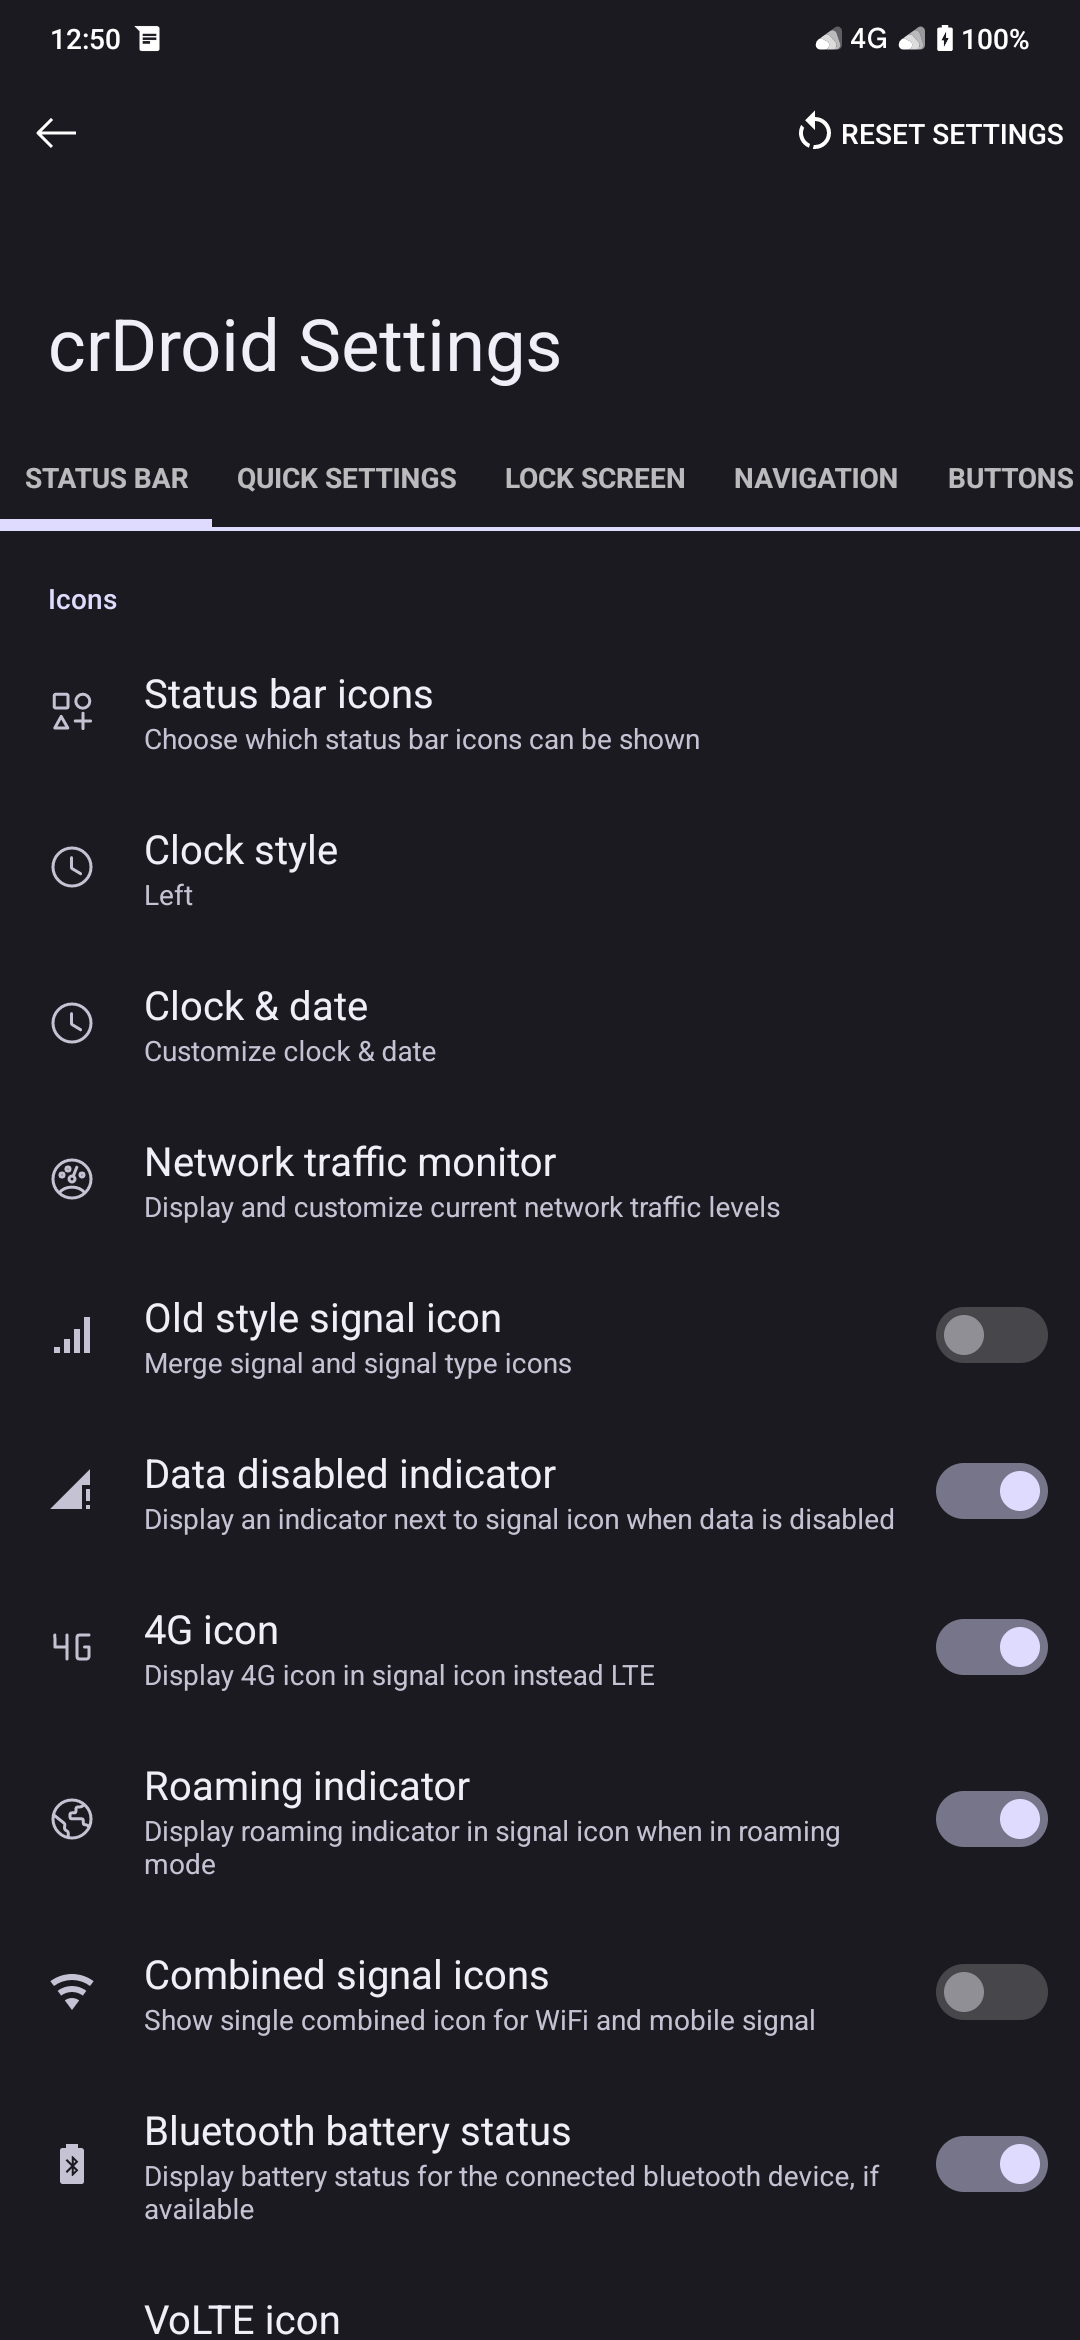 12:50
4G
100%
RESET SETTINGS
crDroid Settings
STATUS BAR
QUICK SETTINGS
LOCK SCREEN
NAVIGATION
BUTTONS
Icons
Status bar icons
Choose which status bar icons can be shown
Clock style
Left
Clock & date
Customize clock & date
Network traffic monitor
Display and customize current network traffic levels
Old style signal icon
Merge signal and signal type icons
Data disabled indicator
Display an indicator next to signal icon when data is disabled
4G
4G icon
Display 4G icon in signal icon instead LTE
Roaming indicator
Display roaming indicator in signal icon when in roaming
mode
Combined signal icons
Show single combined icon for WiFi and mobile signal
Bluetooth battery status
Display battery status for the connected bluetooth device, if
available
VoLTE icon